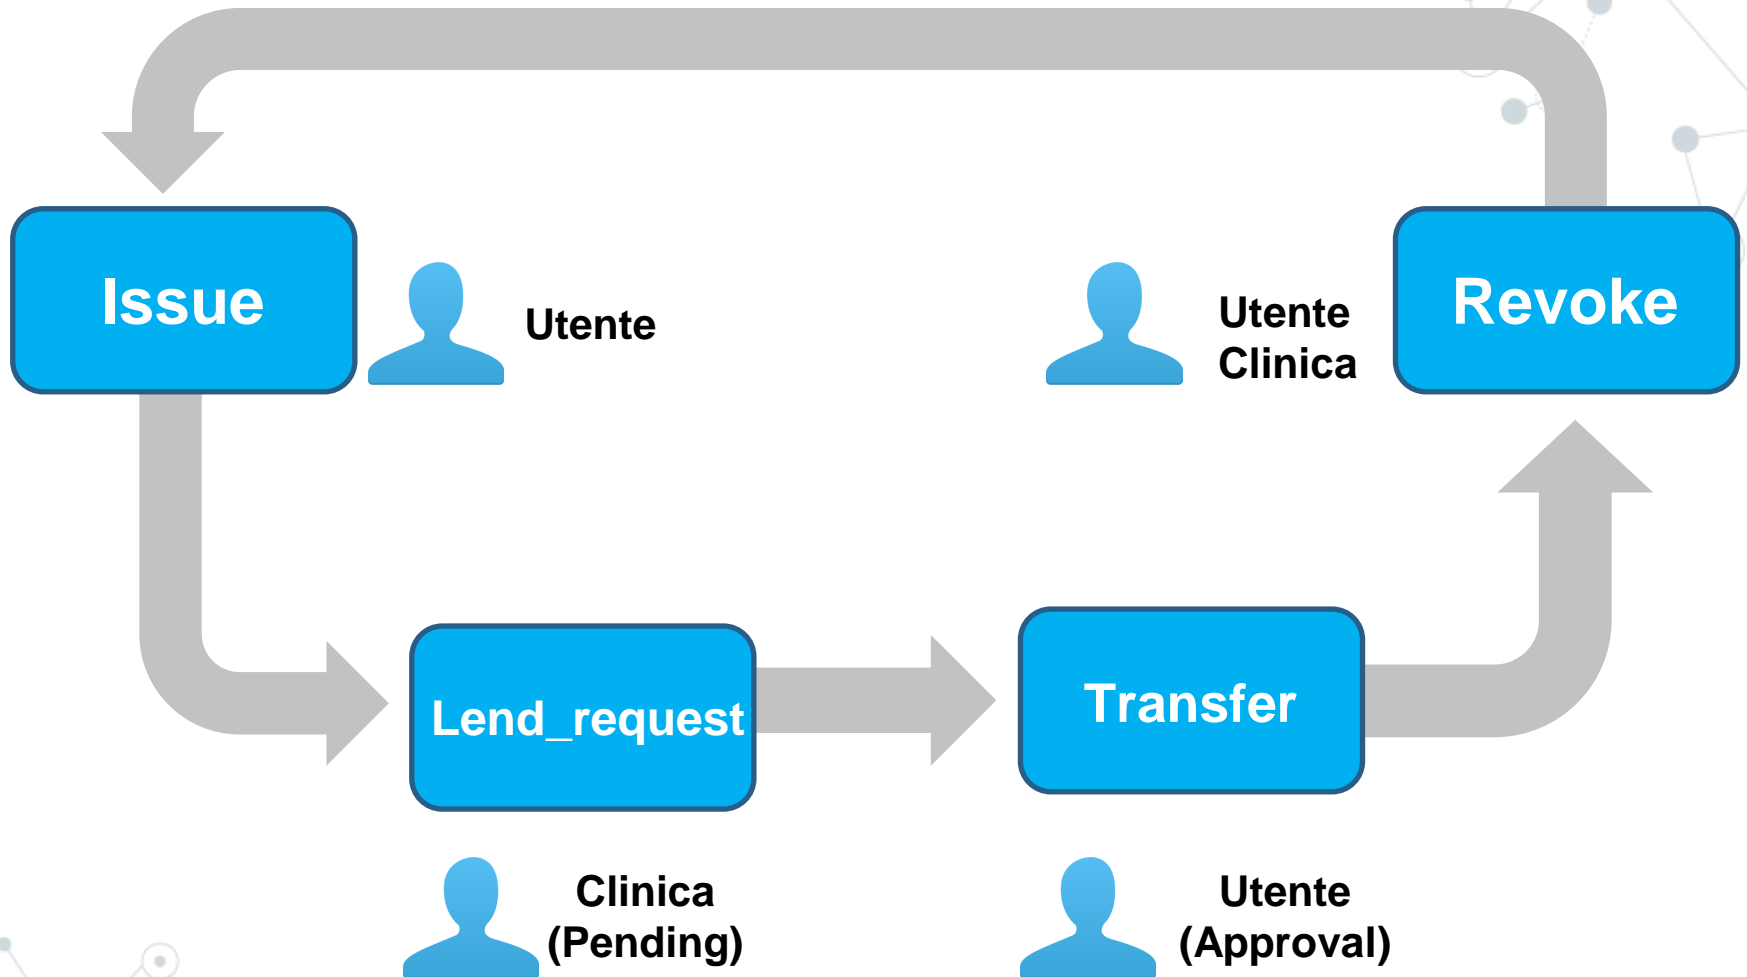 Issue
Utente
Utente
Clinica
Revoke
Lend_request
Transfer
Clinica
(Pending)
Utente
(Approval)